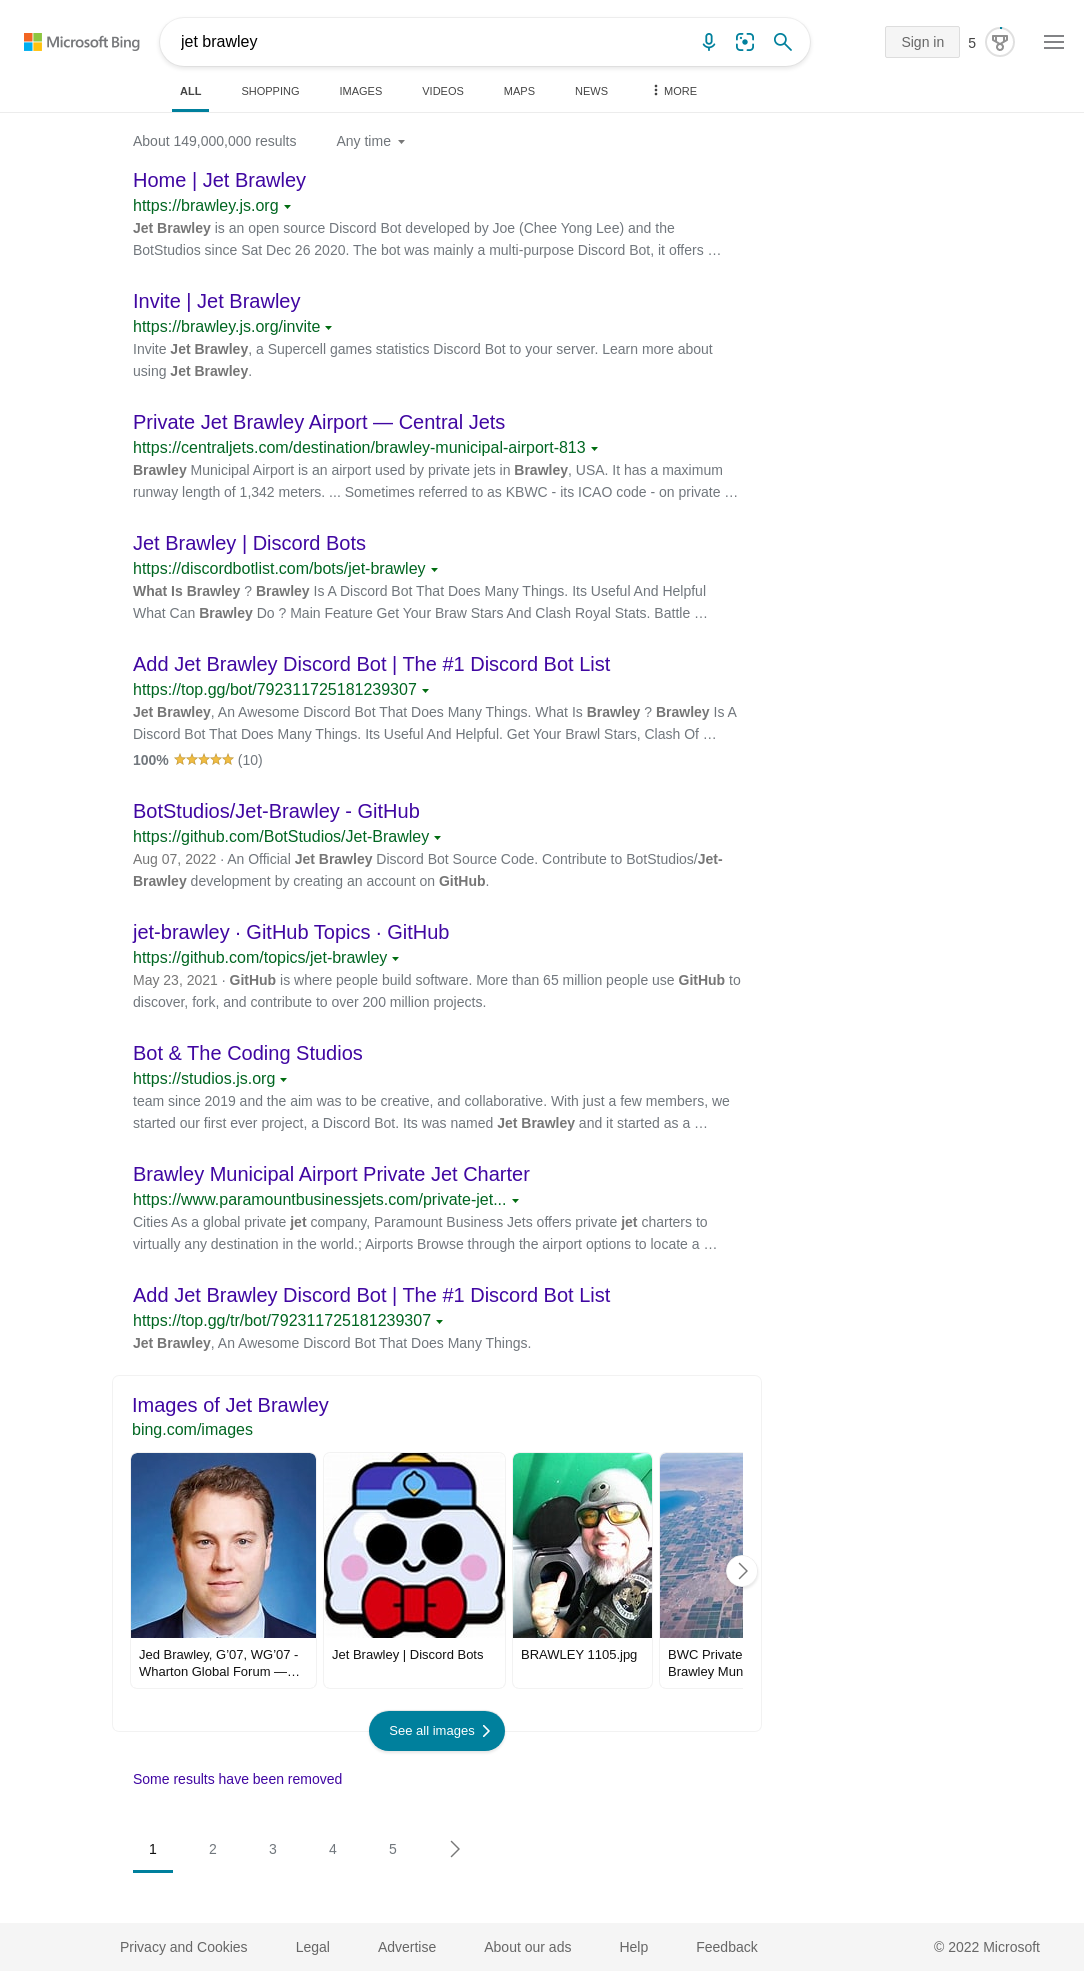 Microsoft Bing
jet brawley
Sign in
5
ALL SHOPPING IMAGES VIDEOS MAPS NEWS MORE
About 149,000,000 results Any time
Home | Jet Brawley
https://brawley.js.org
Jet Brawley is an open source Discord Bot developed by Joe (Chee Yong Lee) and the
BotStudios since Sat Dec 26 2020. The bot was mainly a multi-purpose Discord Bot, it offers …
Invite | Jet Brawley
https://brawley.js.org/invite
Invite Jet Brawley, a Supercell games statistics Discord Bot to your server. Learn more about
using Jet Brawley.
Private Jet Brawley Airport — Central Jets
https://centraljets.com/destination/brawley-municipal-airport-813
Brawley Municipal Airport is an airport used by private jets in Brawley, USA. It has a maximum
runway length of 1,342 meters. ... Sometimes referred to as KBWC - its ICAO code - on private …
Jet Brawley | Discord Bots
https://discordbotlist.com/bots/jet-brawley
What Is Brawley ? Brawley Is A Discord Bot That Does Many Things. Its Useful And Helpful
What Can Brawley Do ? Main Feature Get Your Braw Stars And Clash Royal Stats. Battle …
Add Jet Brawley Discord Bot | The #1 Discord Bot List
https://top.gg/bot/792311725181239307
Jet Brawley, An Awesome Discord Bot That Does Many Things. What Is Brawley ? Brawley Is A
Discord Bot That Does Many Things. Its Useful And Helpful. Get Your Brawl Stars, Clash Of …
100% (10)
BotStudios/Jet-Brawley - GitHub
https://github.com/BotStudios/Jet-Brawley
Aug 07, 2022 · An Official Jet Brawley Discord Bot Source Code. Contribute to BotStudios/Jet-
Brawley development by creating an account on GitHub.
jet-brawley · GitHub Topics · GitHub
https://github.com/topics/jet-brawley
May 23, 2021 · GitHub is where people build software. More than 65 million people use GitHub to
discover, fork, and contribute to over 200 million projects.
Bot & The Coding Studios
https://studios.js.org
team since 2019 and the aim was to be creative, and collaborative. With just a few members, we
started our first ever project, a Discord Bot. Its was named Jet Brawley and it started as a …
Brawley Municipal Airport Private Jet Charter
https://www.paramountbusinessjets.com/private-jet...
Cities As a global private jet company, Paramount Business Jets offers private jet charters to
virtually any destination in the world.; Airports Browse through the airport options to locate a …
Add Jet Brawley Discord Bot | The #1 Discord Bot List
https://top.gg/tr/bot/792311725181239307
Jet Brawley, An Awesome Discord Bot That Does Many Things.
Images of Jet Brawley
bing.com/images
Jed Brawley, G’07, WG’07 -
Wharton Global Forum —…
Jet Brawley | Discord Bots
BRAWLEY 1105.jpg
BWC Private
Brawley Mun
See all images
Some results have been removed
1 2 3 4 5
Privacy and Cookies Legal Advertise About our ads Help Feedback © 2022 Microsoft